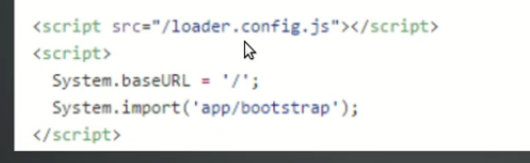 <script src="/loader.config.js"></script>
<script>
System.baseURL = '/';
System.import('app/bootstrap');
</script>